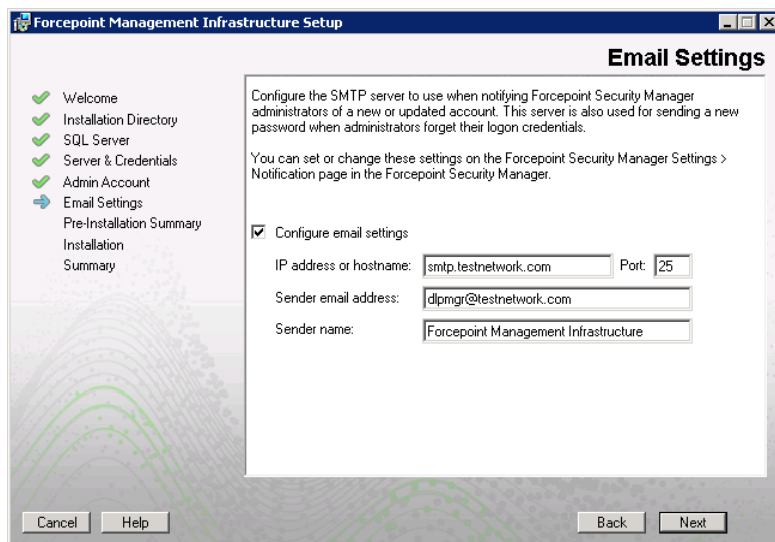 Forcepoint Management Infrastructure Setup
Email Settings
Welcome
Installation Directory
SQL Server
Server & Credentials
Admin Account
Email Settings
Pre-Installation Summary
Installation
Summary
Configure the SMTP server to use when notifying Forcepoint Security Manager
administrators of a new or updated account. This server is also used for sending a new
password when administrators forget their logon credentials.
You can set or change these settings on the Forcepoint Security Manager Settings >
Notification page in the Forcepoint Security Manager.
Configure email settings
IP address or hostname: smtp.testnetwork.com Port: 25
Sender email address: dlpmgr@testnetwork.com
Sender name: Forcepoint Management Infrastructure
Cancel Help Back Next